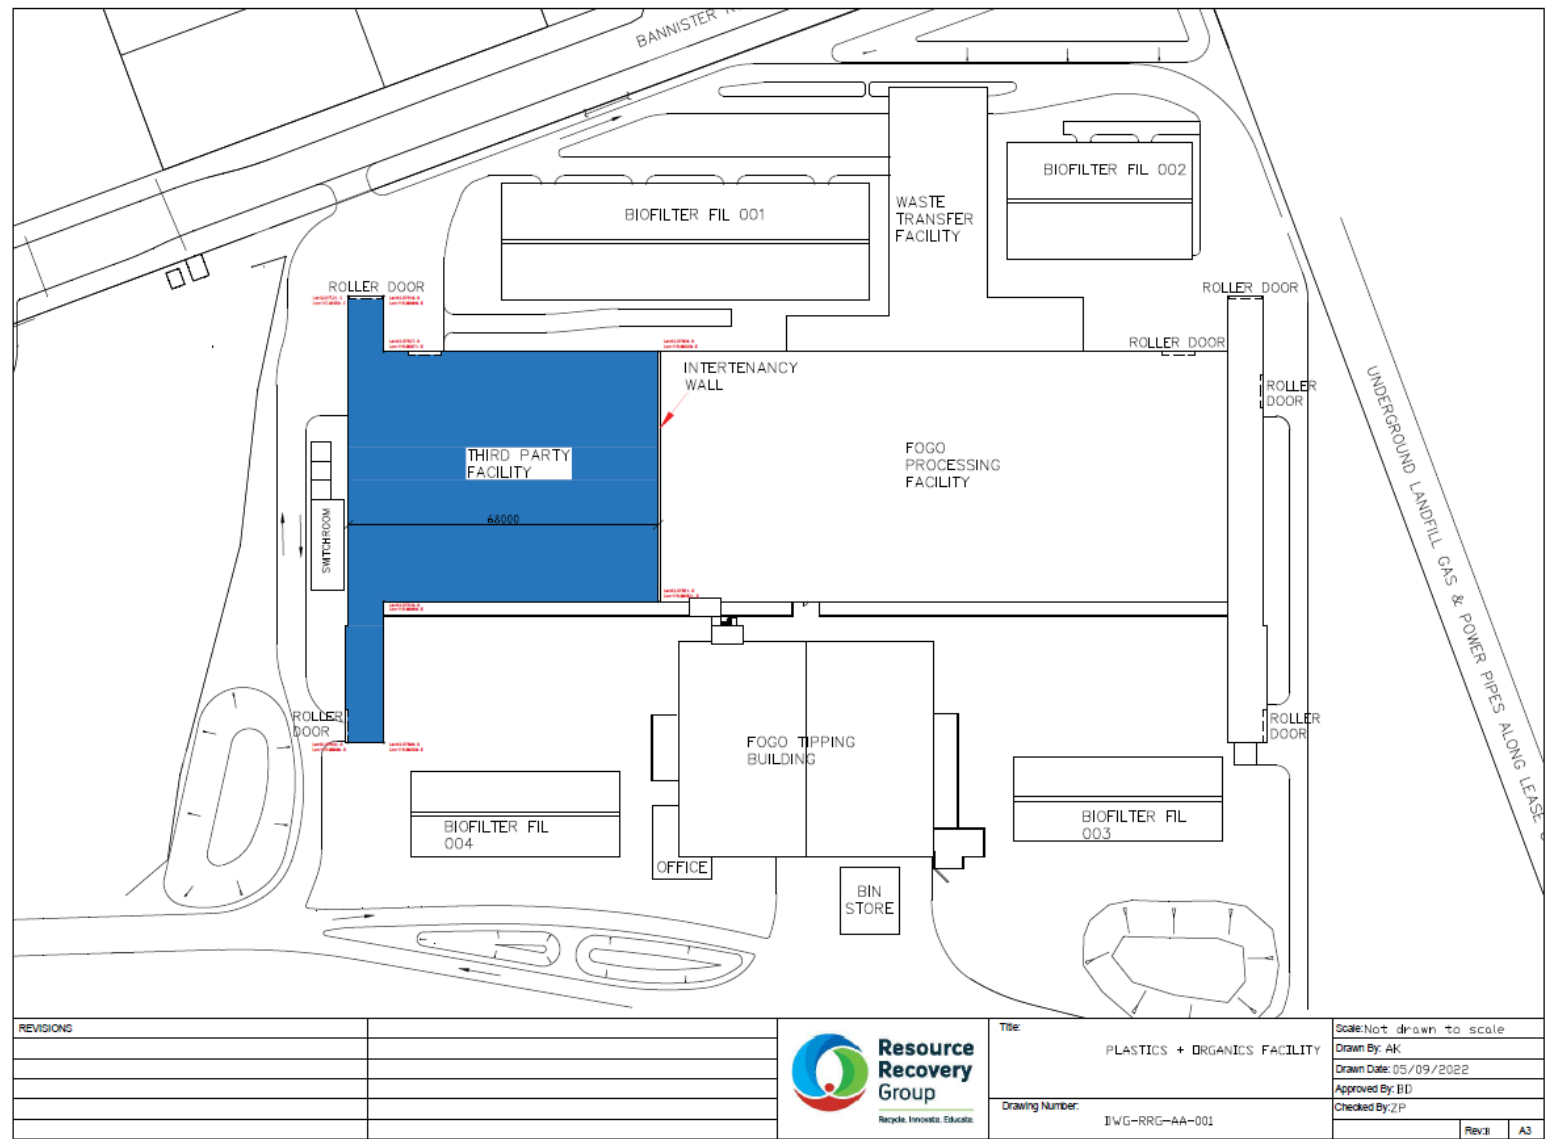 BANNISTER
BIOFILTER FIL 002
WASTE
TRANSFER
FACILITY
BIOFILTER FIL 001
ROLLER DOOR
ROLLER DOOR
ROLLER DOOR
INTERTENANCY
WALL
ROLLER
DOOR
UNDERGROUND LANDFILL GAS & POWER PIPES ALONG LEASE
THIRD PARTY
FACILITY
FOGO
PROCESSING
FACILITY
68000
SWITCHROOM
ROLLER
DOOR
ROLLER
DOOR
FOGO TIPPING
BUILDING
BIOFILTER FIL
004
BIOFILTER FIL
003
OFFICE
BIN
STORE
REVISIONS
Resource
Recovery
Group
Recycle. Innovate. Educate.
Title:
PLASTICS + ORGANICS FACILITY
Drawing Number:
DWG-RRG-AA-001
Scale: Not drawn to scale
Drawn By: AK
Drawn Date: 05/09/2022
Approved By: BD
Checked By: ZP
Rev: B
A3